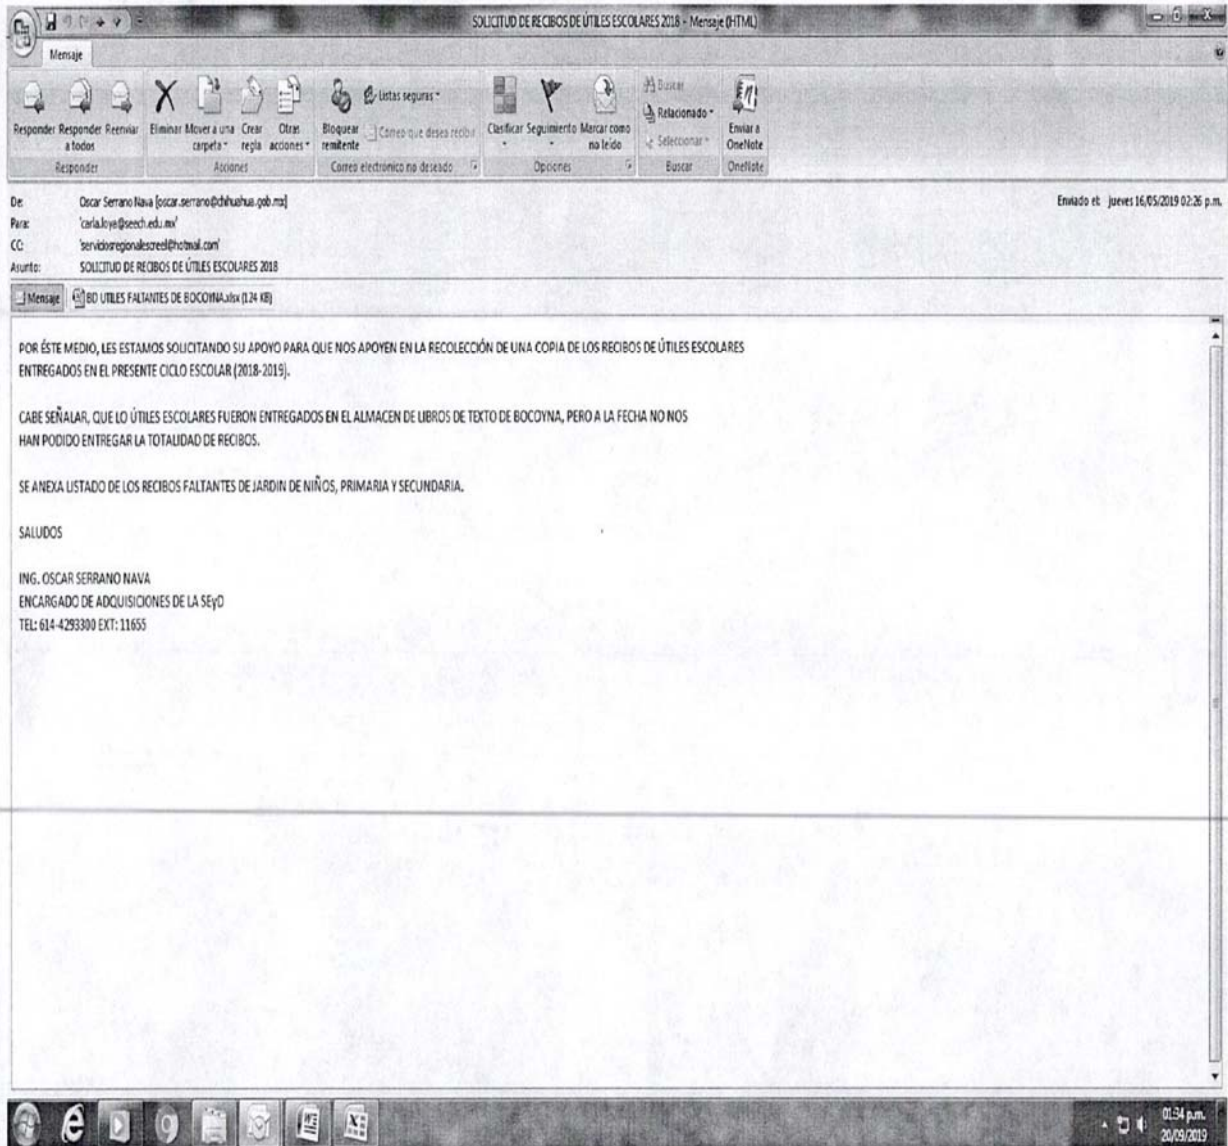 SOLICITUD DE RECIBOS DE ÚTILES ESCOLARES 2018 - Mensaje (HTML)
Mensaje
Responder Responder a todos Reenviar
Eliminar Mover a una carpeta Crear regla Otras acciones
Bloquear remitente Listas seguras Correo que desea recibir
Clasificar Seguimiento Marcar como no leído
Buscar Relacionado Seleccionar
Enviar a OneNote
Responder Acciones Correo electrónico no deseado Opciones Buscar OneNote
De: Oscar Serrano Nava [oscar.serrano@chihuahua.gob.mx] Enviado el: jueves 16/05/2019 02:26 p.m.
Para: 'carla.loya@seech.edu.mx'
CC: 'serviciosregionalescreel@hotmail.com'
Asunto: SOLICITUD DE RECIBOS DE ÚTILES ESCOLARES 2018
Mensaje BD UTILES FALTANTES DE BOCOYNA.xlsx (124 KB)
POR ÉSTE MEDIO, LES ESTAMOS SOLICITANDO SU APOYO PARA QUE NOS APOYEN EN LA RECOLECCIÓN DE UNA COPIA DE LOS RECIBOS DE ÚTILES ESCOLARES
ENTREGADOS EN EL PRESENTE CICLO ESCOLAR (2018-2019).
CABE SEÑALAR, QUE LO ÚTILES ESCOLARES FUERON ENTREGADOS EN EL ALMACEN DE LIBROS DE TEXTO DE BOCOYNA, PERO A LA FECHA NO NOS
HAN PODIDO ENTREGAR LA TOTALIDAD DE RECIBOS.
SE ANEXA LISTADO DE LOS RECIBOS FALTANTES DE JARDIN DE NIÑOS, PRIMARIA Y SECUNDARIA.
SALUDOS
ING. OSCAR SERRANO NAVA
ENCARGADO DE ADQUISICIONES DE LA SEyD
TEL: 614-4293300 EXT: 11655
01:34 p.m.
20/09/2019